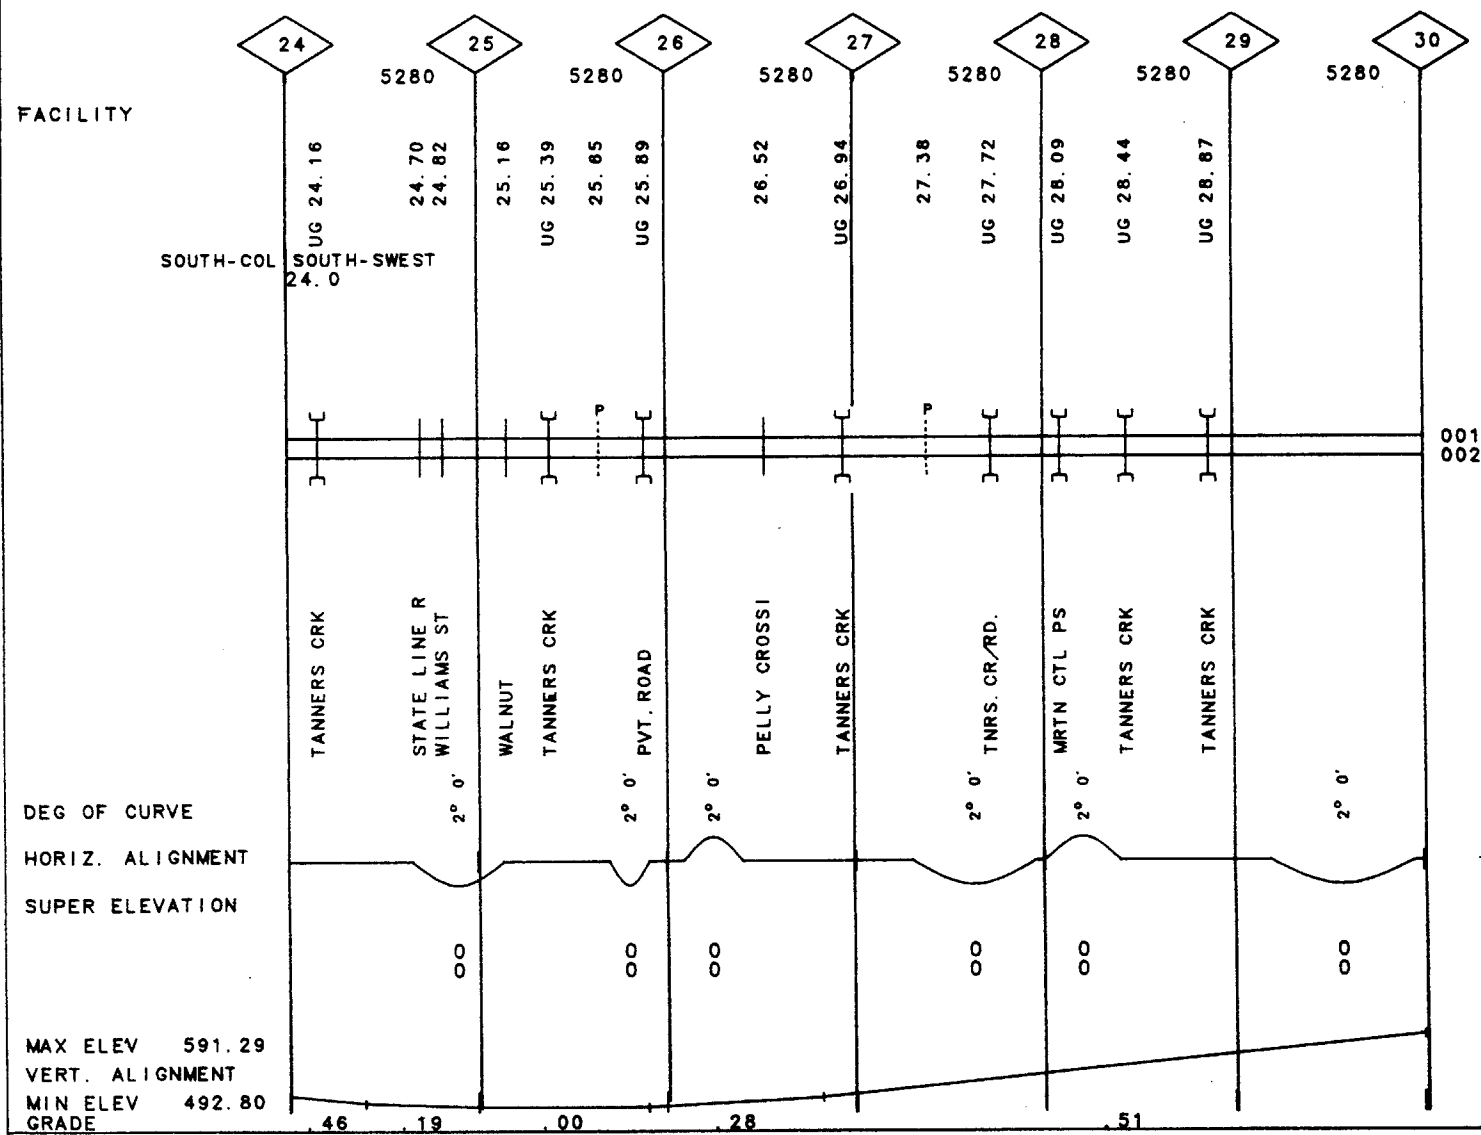 24 25 26 27 28 29 30
5280 5280 5280 5280 5280 5280
FACILITY
UG 24.16
24.70
24.82
25.16
UG 25.39
25.65
UG 25.89
26.52
UG 26.94
27.38
UG 27.72
UG 28.09
UG 28.44
UG 28.87
SOUTH-COL SOUTH-SWEST
24.0
P P
001
002
TANNERS CRK
STATE LINE R
WILLIAMS ST
WALNUT
TANNERS CRK
PVT. ROAD
PELLY CROSSI
TANNERS CRK
TNRS. CR/RD.
MRTN CTL PS
TANNERS CRK
TANNERS CRK
DEG OF CURVE 2° 0' 2° 0' 2° 0' 2° 0' 2° 0' 2° 0'
HORIZ. ALIGNMENT
SUPER ELEVATION
0 0 0 0 0 0
0 0 0 0 0 0
MAX ELEV 591.29
VERT. ALIGNMENT
MIN ELEV 492.80
GRADE .46 .19 .00 .28 .51